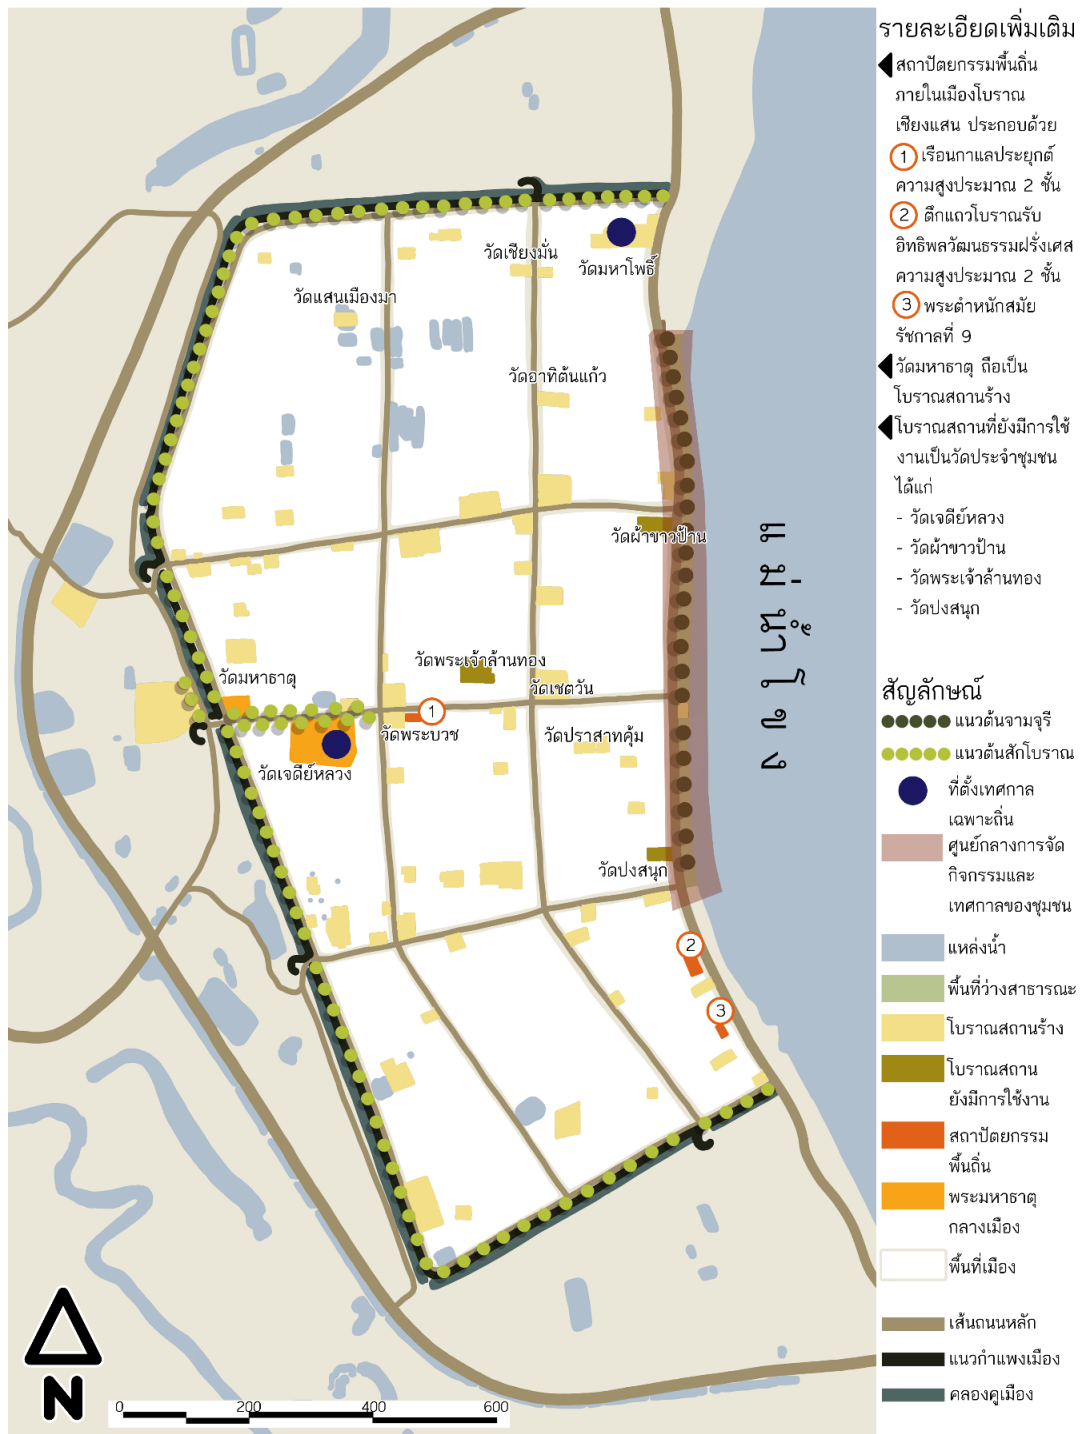 รายละเอียดเพิ่มเติม
สถาปัตยกรรมพื้นถิ่น
ภายในเมืองโบราณ
เชียงแสน ประกอบด้วย
1 เรือนกาแลประยุกต์
ความสูงประมาณ 2 ชั้น
2 ตึกแถวโบราณรับ
อิทธิพลวัฒนธรรมฝรั่งเศส
ความสูงประมาณ 2 ชั้น
3 พระตำหนักสมัย
รัชกาลที่ 9
วัดมหาธาตุ ถือเป็น
โบราณสถานร้าง
โบราณสถานที่ยังมีการใช้
งานเป็นวัดประจำชุมชน
ได้แก่
- วัดเจดีย์หลวง
- วัดผ้าขาวป้าน
- วัดพระเจ้าล้านทอง
- วัดปงสนุก
สัญลักษณ์
แนวต้นจามจุรี
แนวต้นสักโบราณ
ที่ตั้งเทศกาล
เฉพาะถิ่น
ศูนย์กลางการจัด
กิจกรรมและ
เทศกาลของชุมชน
แหล่งน้ำ
พื้นที่ว่างสาธารณะ
โบราณสถานร้าง
โบราณสถาน
ยังมีการใช้งาน
สถาปัตยกรรม
พื้นถิ่น
พระมหาธาตุ
กลางเมือง
พื้นที่เมือง
เส้นถนนหลัก
แนวกำแพงเมือง
คลองคูเมือง
วัดเชียงมั่น
วัดมหาโพธิ์
วัดแสนเมืองมา
วัดอาทิต้นแก้ว
วัดผ้าขาวป้าน
แม่น้ำโขง
วัดพระเจ้าล้านทอง
วัดมหาธาตุ
วัดเชตวัน
1
วัดพระบวช
วัดปราสาทคุ้ม
วัดเจดีย์หลวง
วัดปงสนุก
2
3
N
0 200 400 600